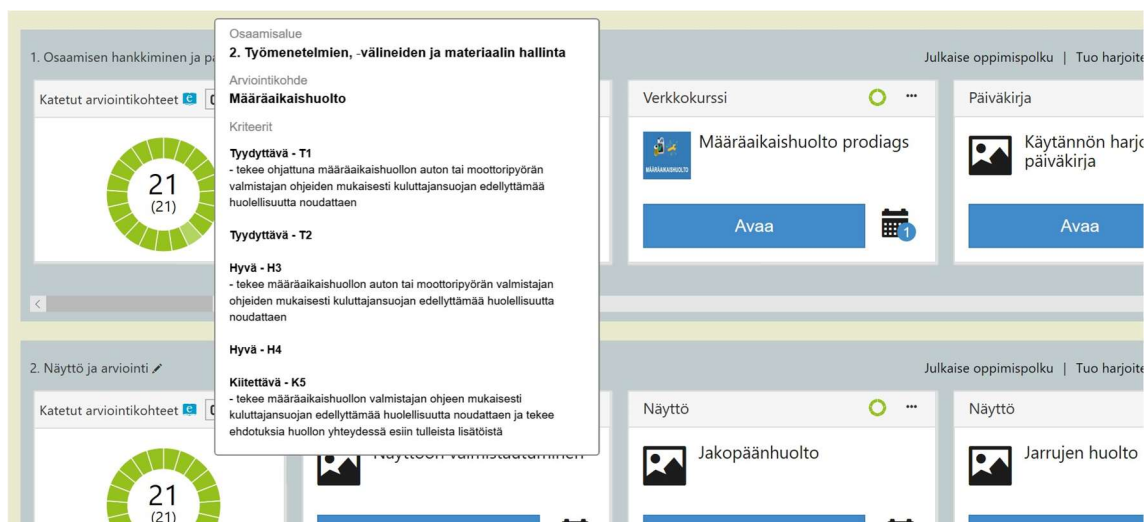 Osaamisalue
2. Työmenetelmien, -välineiden ja materiaalin hallinta
Arviointikohde
Määräaikaishuolto
Kriteerit
Tyydyttävä - T1
- tekee ohjattuna määräaikaishuollon auton tai moottoripyörän
valmistajan ohjeiden mukaisesti kuluttajansuojan edellyttämää
huolellisuutta noudattaen
Tyydyttävä - T2
Hyvä - H3
- tekee määräaikaishuollon auton tai moottoripyörän valmistajan
ohjeiden mukaisesti kuluttajansuojan edellyttämää huolellisuutta
noudattaen
Hyvä - H4
Kiitettävä - K5
- tekee määräaikaishuollon valmistajan ohjeen mukaisesti
kuluttajansuojan edellyttämää huolellisuutta noudattaen ja tekee
ehdotuksia huollon yhteydessä esiin tulleista lisätöistä
1. Osaamisen hankkiminen ja
Julkaise oppimispolku | Tuo
Katetut arviointikohteet
21
(21)
Verkkokurssi
Määräaikaishuolto prodiags
MÄÄRÄAIKAISHUOLTO
Avaa
1
Päiväkirja
Käytännön
päiväkirja
Avaa
2. Näyttö ja arviointi
Julkaise oppimispolku | Tuo
Katetut arviointikohteet
21
(21)
Näyttöön valmistautuminen
Näyttö
Jakopäänhuolto
Näyttö
Jarrujen huolto